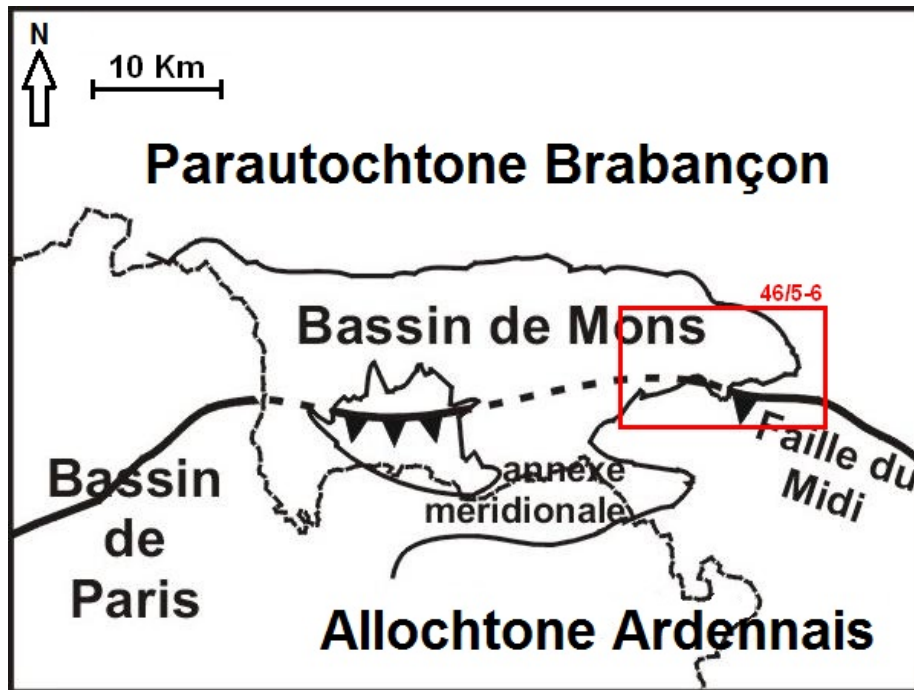 N
10 Km
Parautochtone Brabançon
46/5-6
Bassin de Mons
Faille du
Midi
Bassin
de
Paris
annexe
méridionale
Allochtone Ardennais